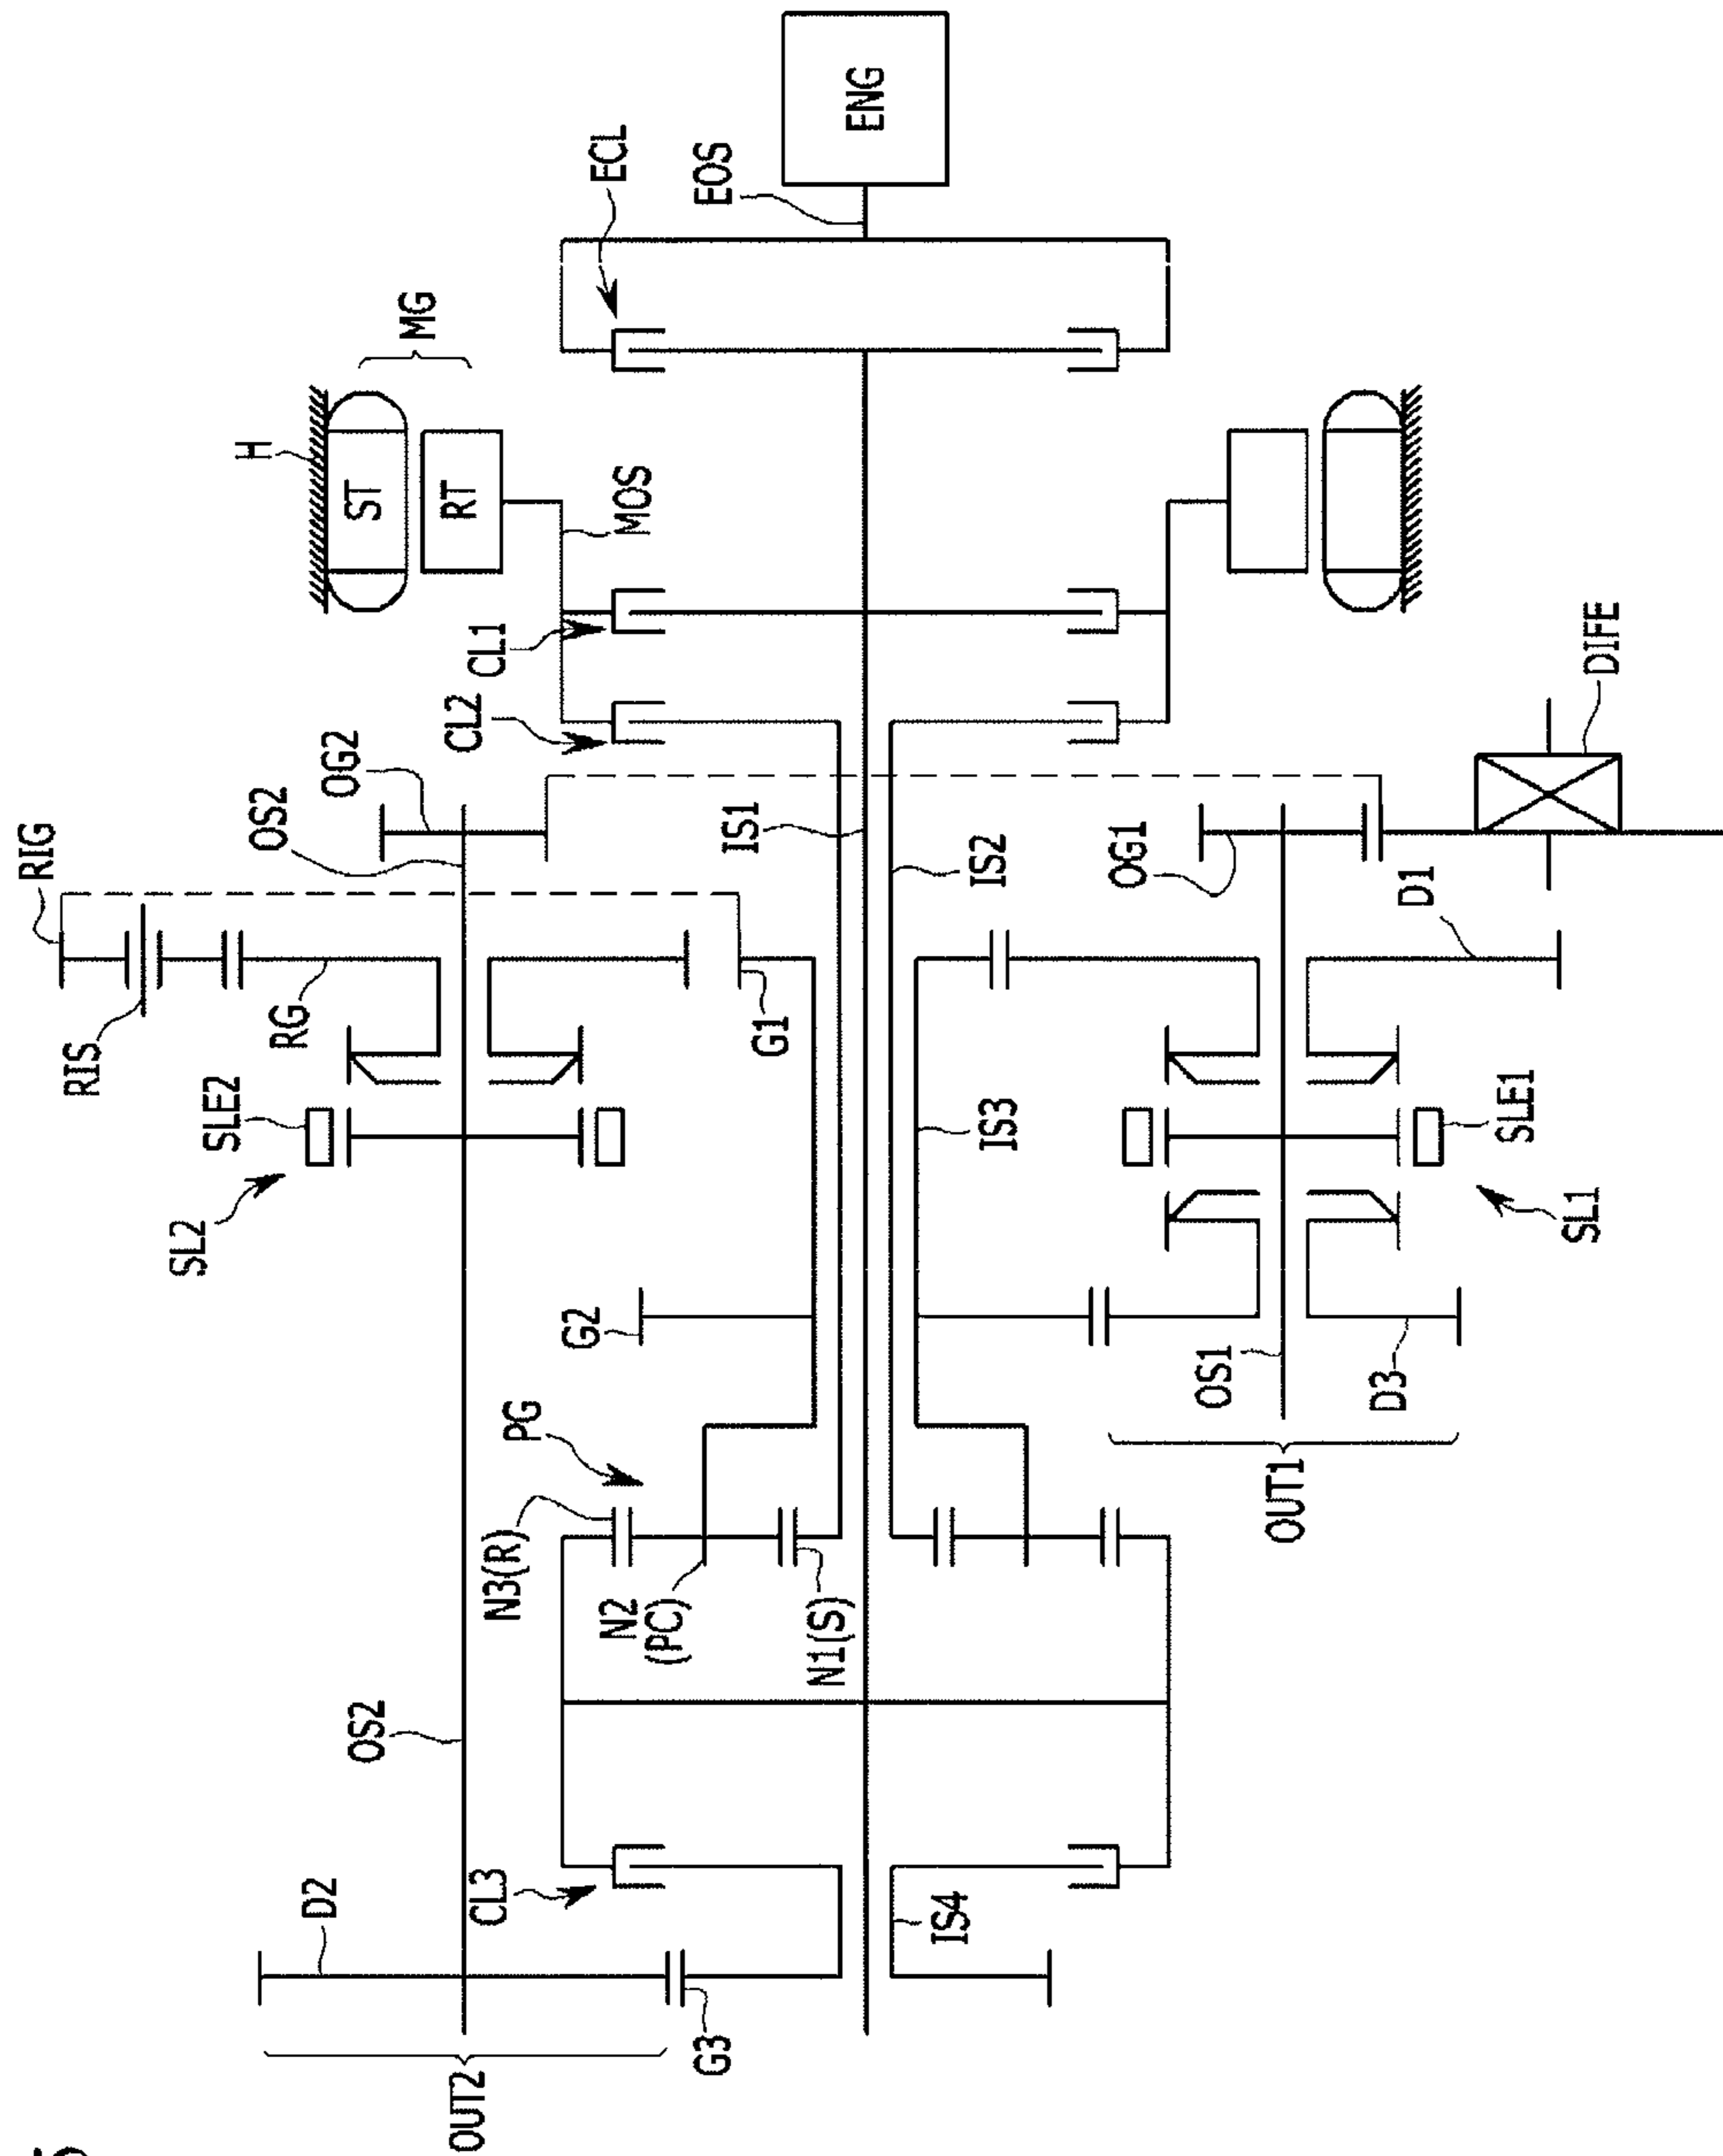 ENG
ECL
EOS
MG
H
ST
RT
MOS
CL1
CL2
OG2
OS2
RIG
RIS
RG
SLE2
SL2
G1
IS1
IS2
OG1
DIFE
D1
IS3
SLE1
SL1
G2
OS1
D3
OUT1
PG
N3(R)
N2
(PC)
N1(S)
OS2
D2
CL3
IS4
G3
OUT2